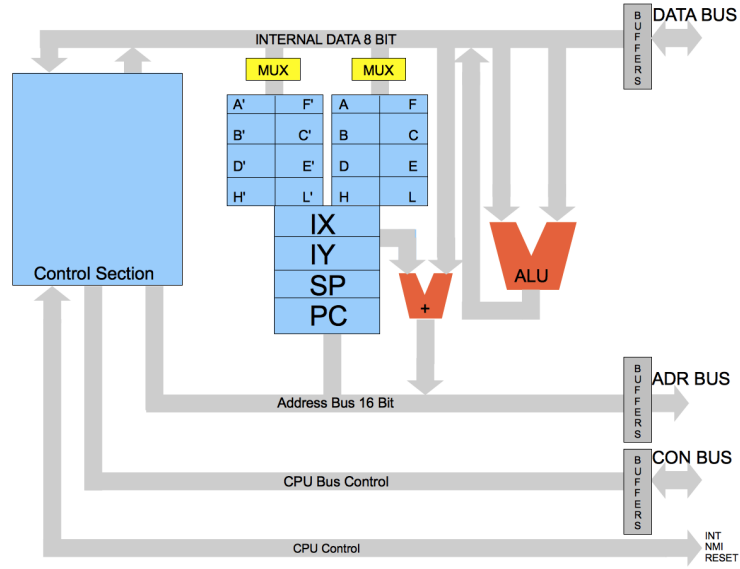 DATA BUS
BUFFERS
INTERNAL DATA 8 BIT
MUX MUX
A' F' A F
B' C' B C
D' E' D E
H' L' H L
IX
IY
SP
PC
Control Section
ALU
+
BUFFERS
ADR BUS
Address Bus 16 Bit
BUFFERS
CON BUS
CPU Bus Control
CPU Control
INT
NMI
RESET